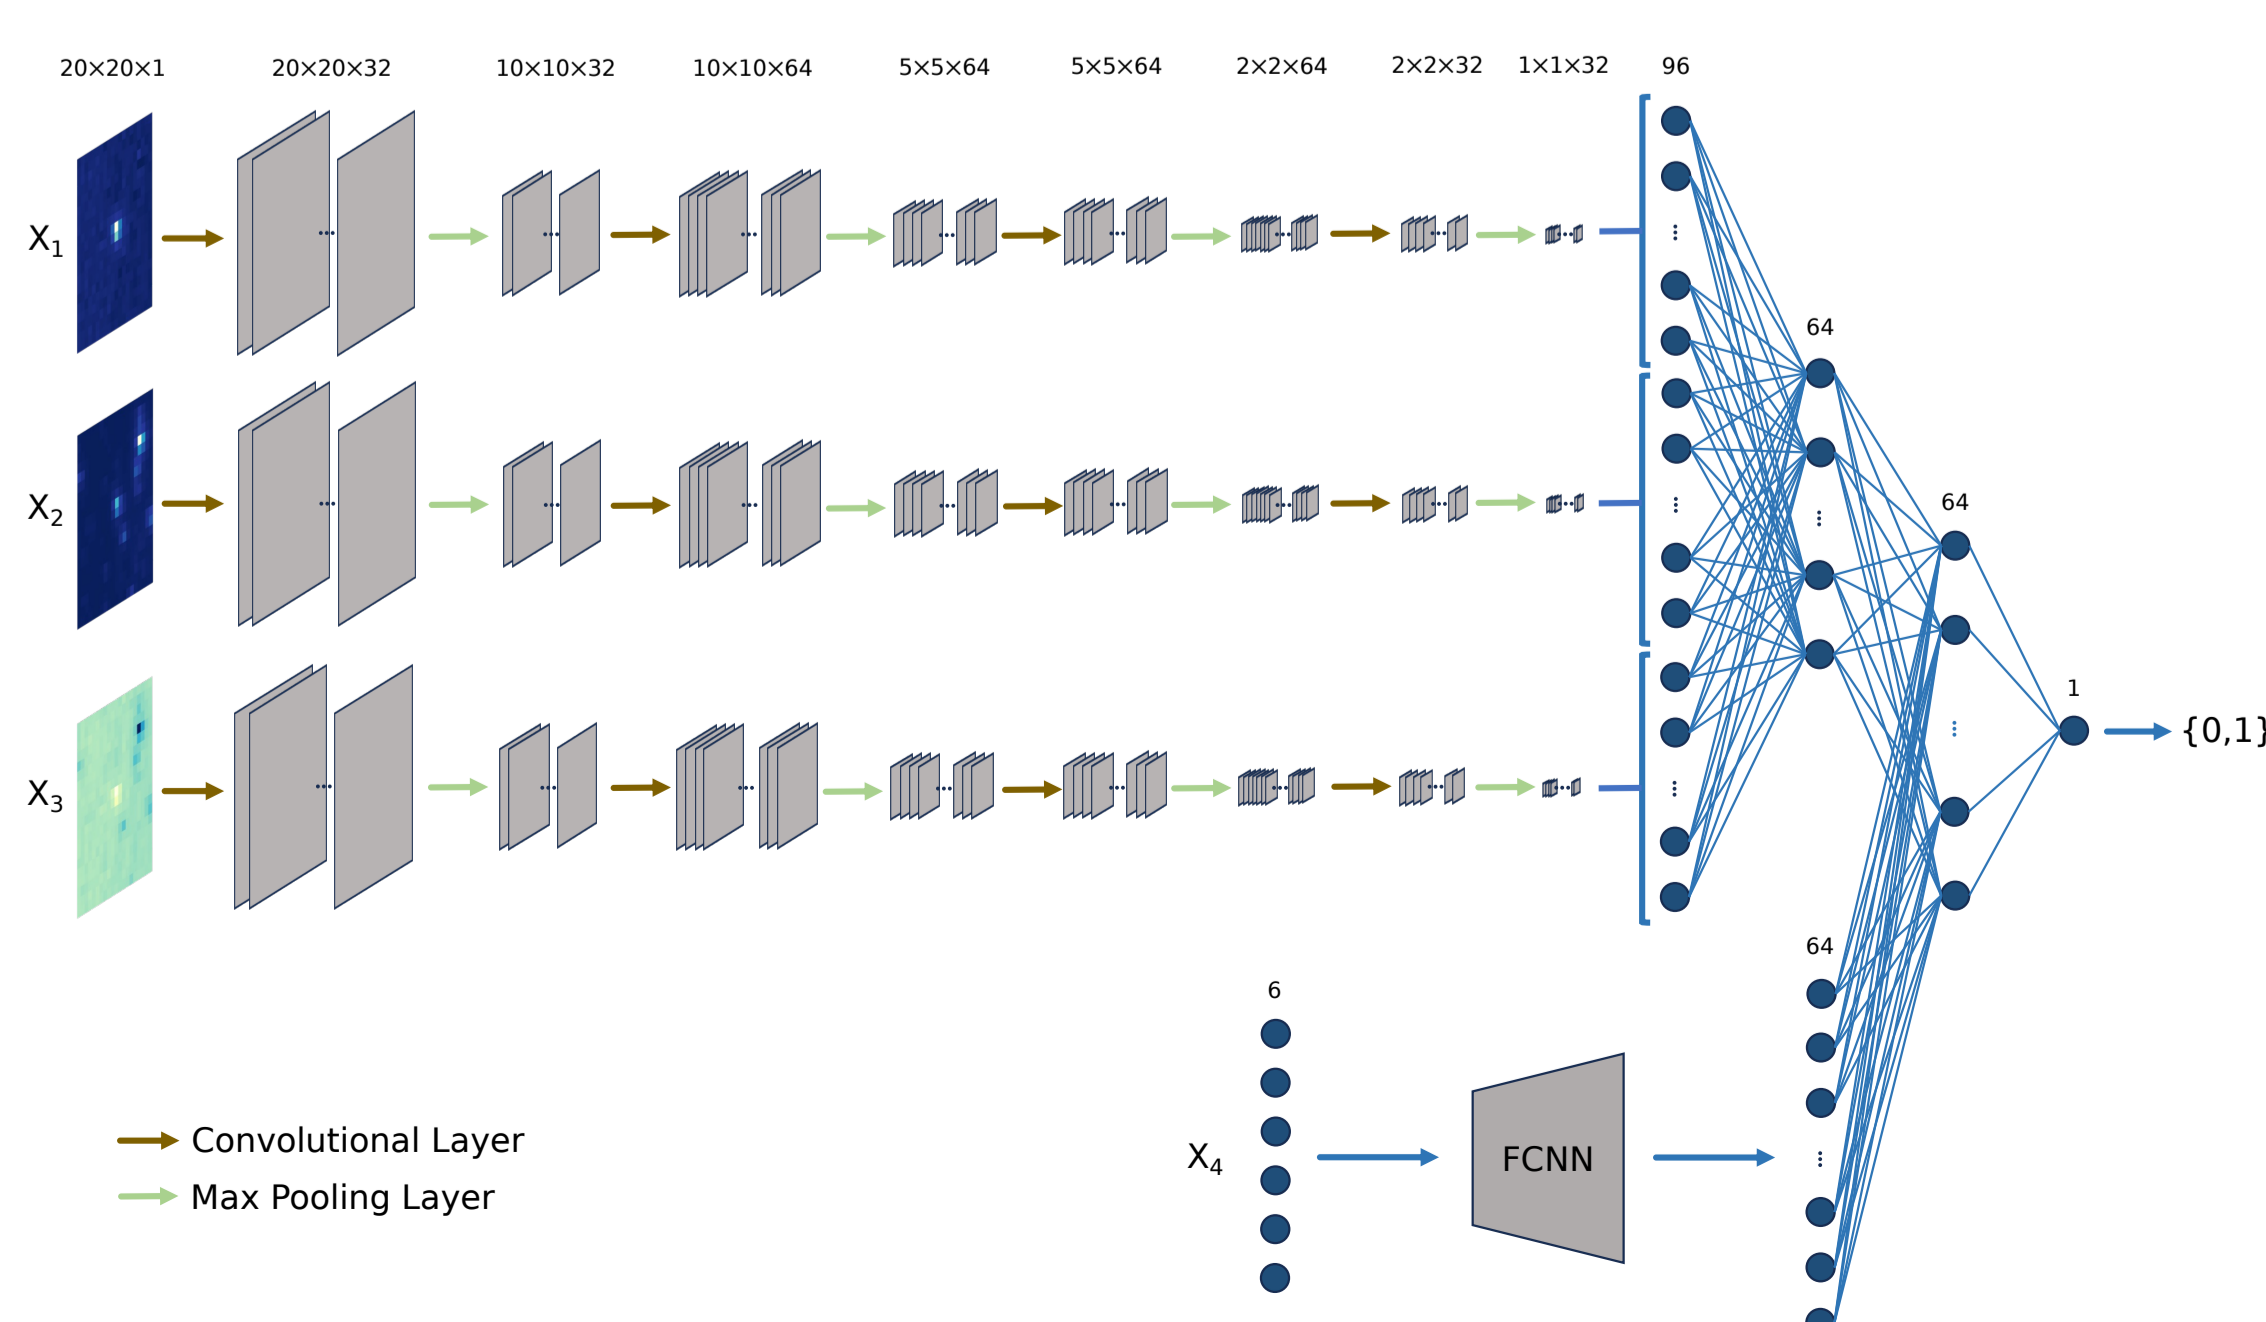 20×20×1 20×20×32 10×10×32 10×10×64 5×5×64 5×5×64 2×2×64 2×2×32 1×1×32 96
X₁
64
X₂
64
1
{0,1}
X₃
64
6
Convolutional Layer
X₄
FCNN
Max Pooling Layer